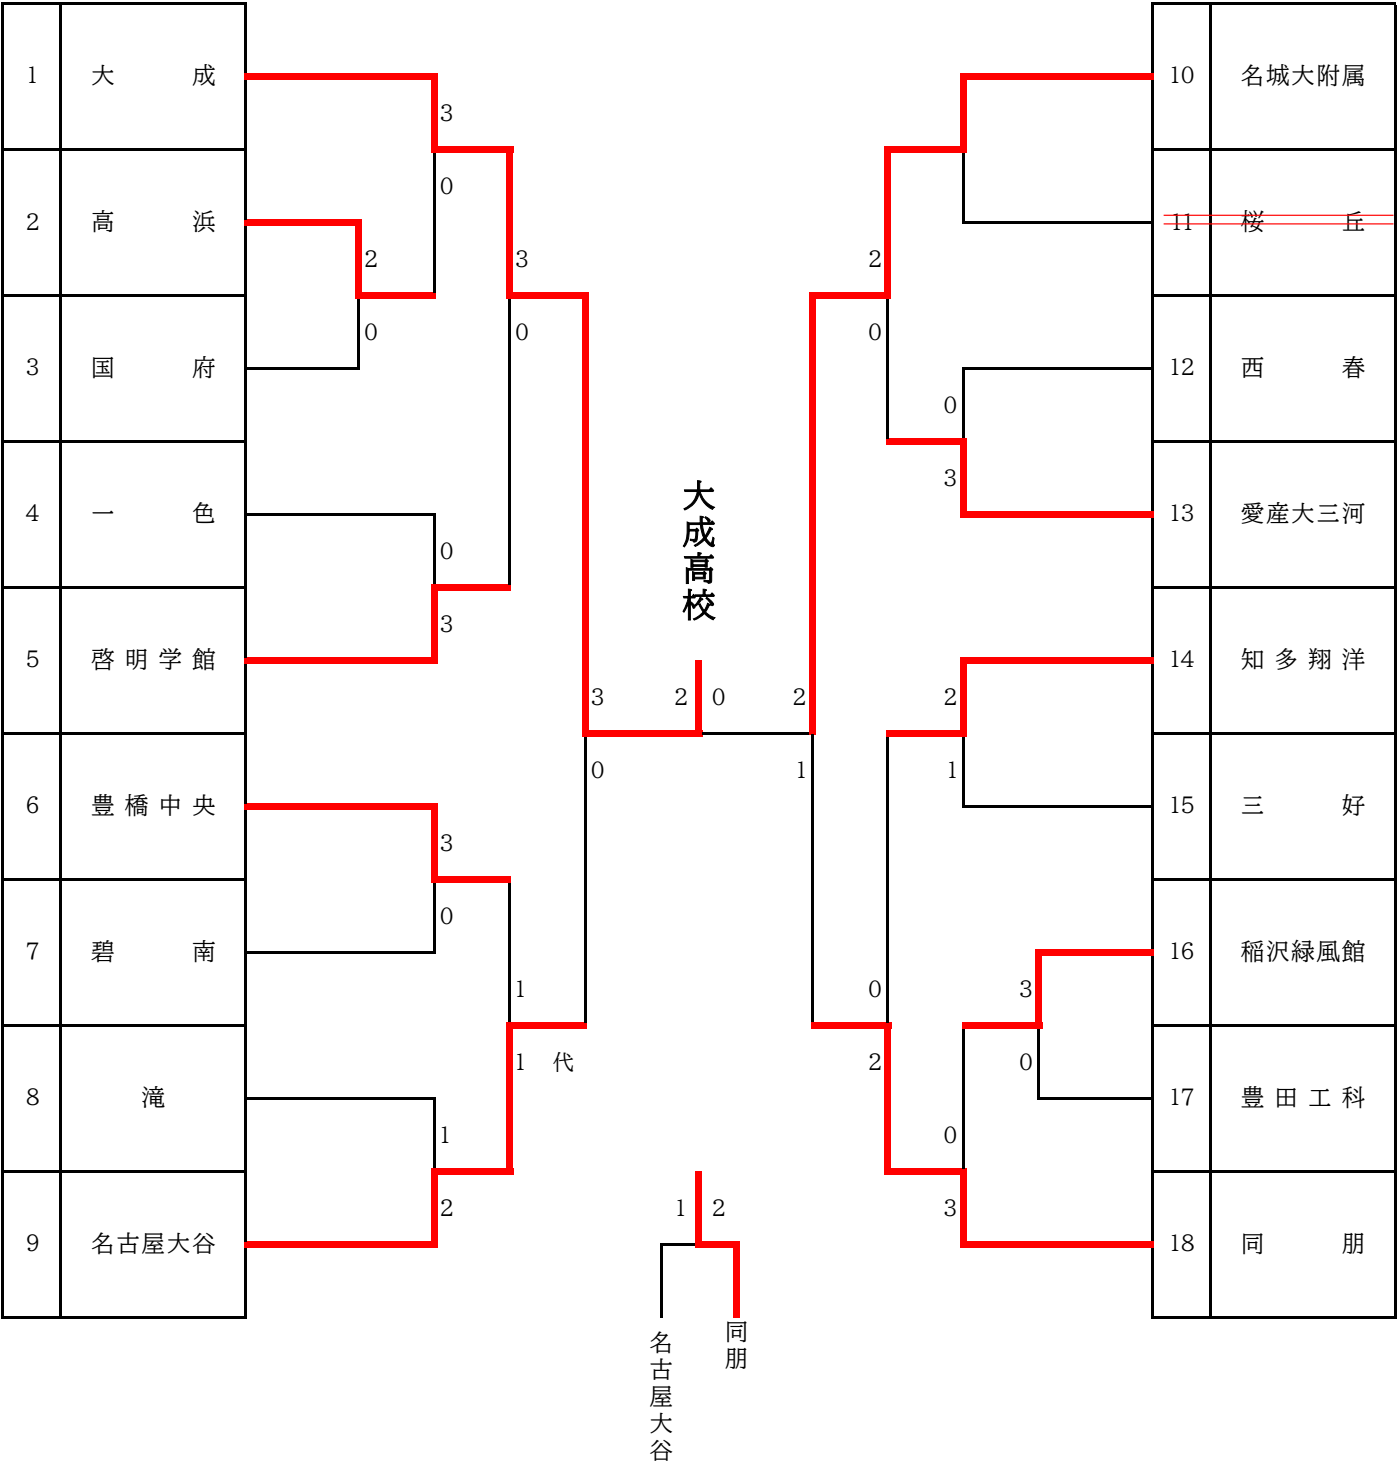 1 大成
2 高浜
3 国府
4 一色
5 啓明学館
6 豊橋中央
7 碧南
8 滝
9 名古屋大谷
3
0
2
0
3
0
0
3
3
0
3
0
1
1 代
1
2
大成高校
2 0
1 2
名古屋大谷
同朋
2
0
0
3
2
1
2
1
0
2
3
0
0
3
10 名城大附属
11 桜丘
12 西春
13 愛産大三河
14 知多翔洋
15 三好
16 稲沢緑風館
17 豊田工科
18 同朋